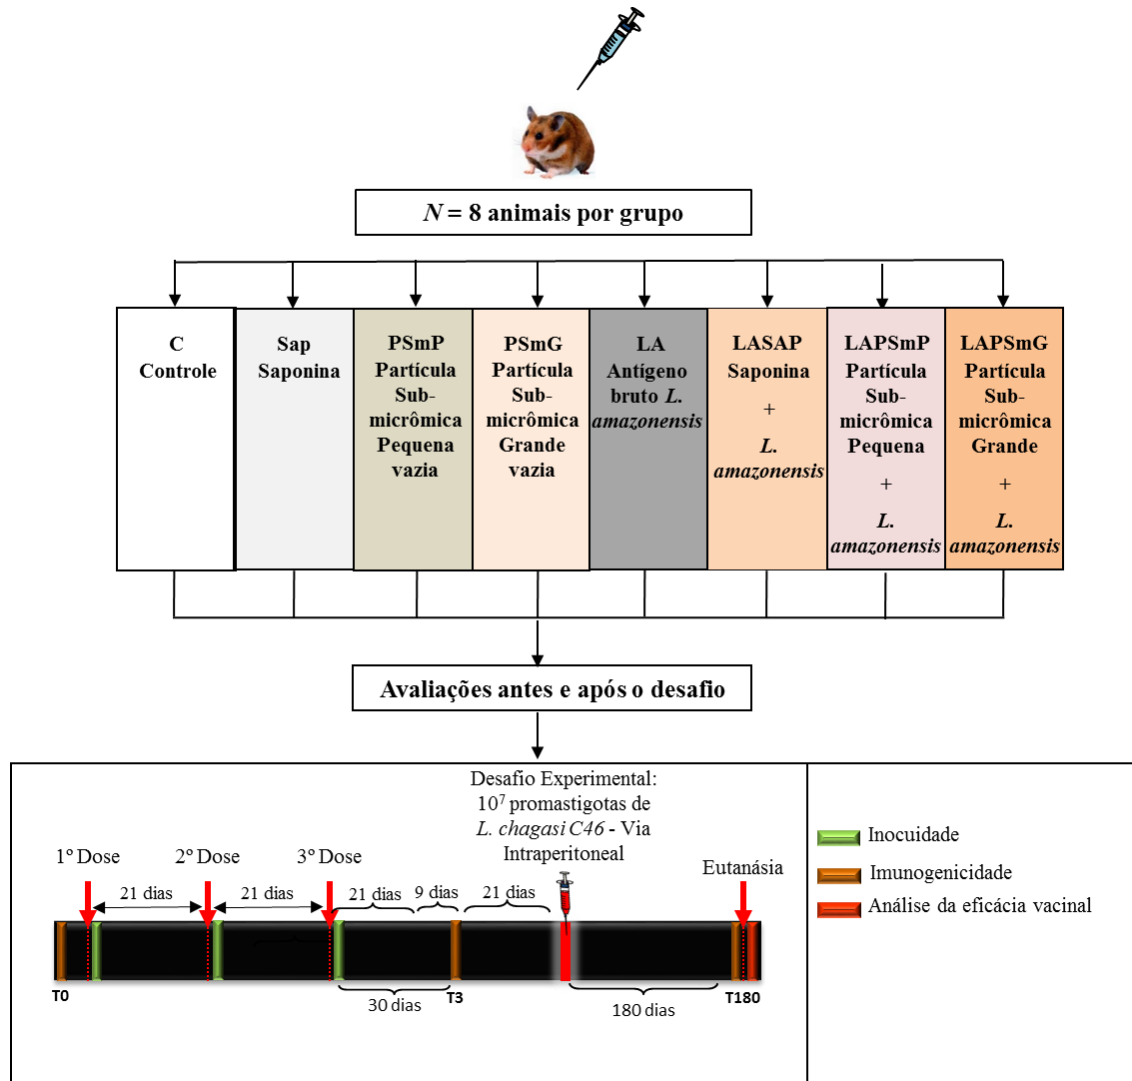 N = 8 animais por grupo
C
Controle
Sap
Saponina
PSmP
Partícula
Sub-
micrômica
Pequena
vazia
PSmG
Partícula
Sub-
micrômica
Grande
vazia
LA
Antígeno
bruto L.
amazonensis
LASAP
Saponina
+
L.
amazonensis
LAPSmP
Partícula
Sub-
micrômica
Pequena
+
L.
amazonensis
LAPSmG
Partícula
Sub-
micrômica
Grande
+
L.
amazonensis
Avaliações antes e após o desafio
Desafio Experimental:
10⁷ promastigotas de
L. chagasi C46 - Via
Intraperitoneal
1º Dose
2º Dose
3º Dose
Eutanásia
21 dias
21 dias
21 dias
9 dias
21 dias
T0
30 dias
T3
180 dias
T180
Inocuidade
Imunogenicidade
Análise da eficácia vacinal